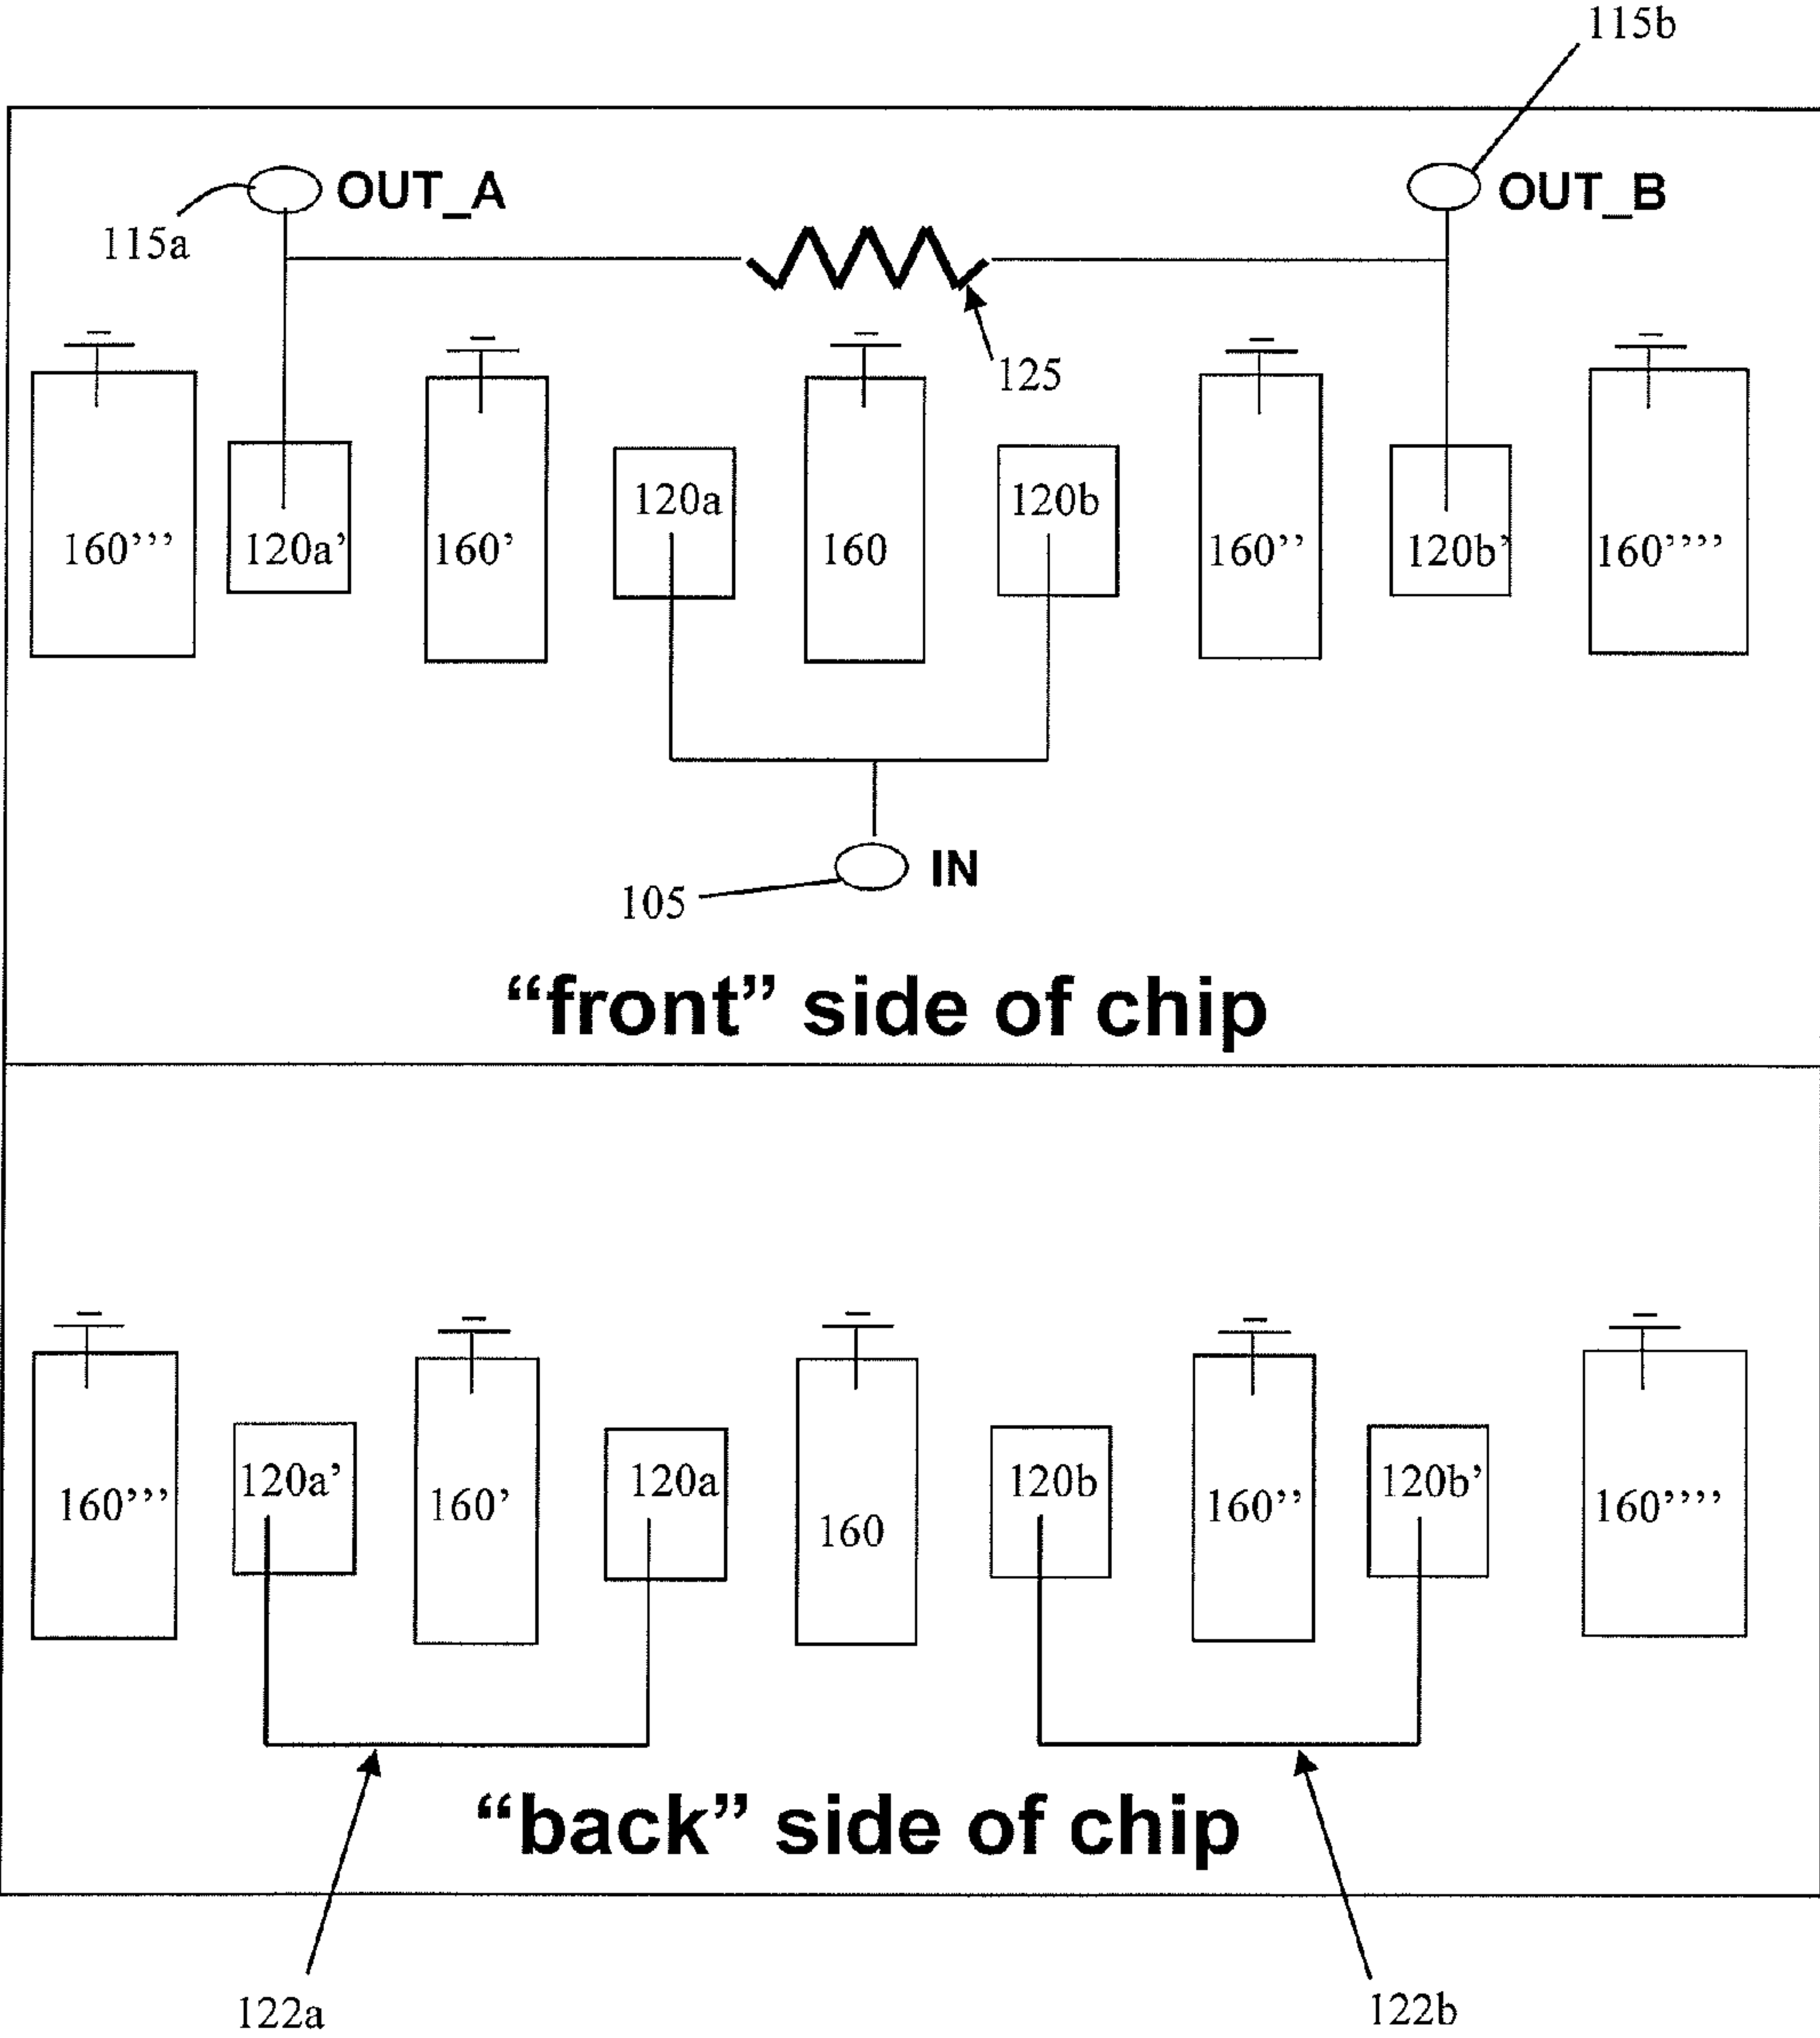 115b
OUT_A
OUT_B
115a
125
120a
120b
160’’’
120a’
160’
160
160’’
120b’
160’’’’
IN
105
“front” side of chip
120a’
120a
120b
120b’
160’’’
160’
160
160’’
160’’’’
“back” side of chip
122a
122b